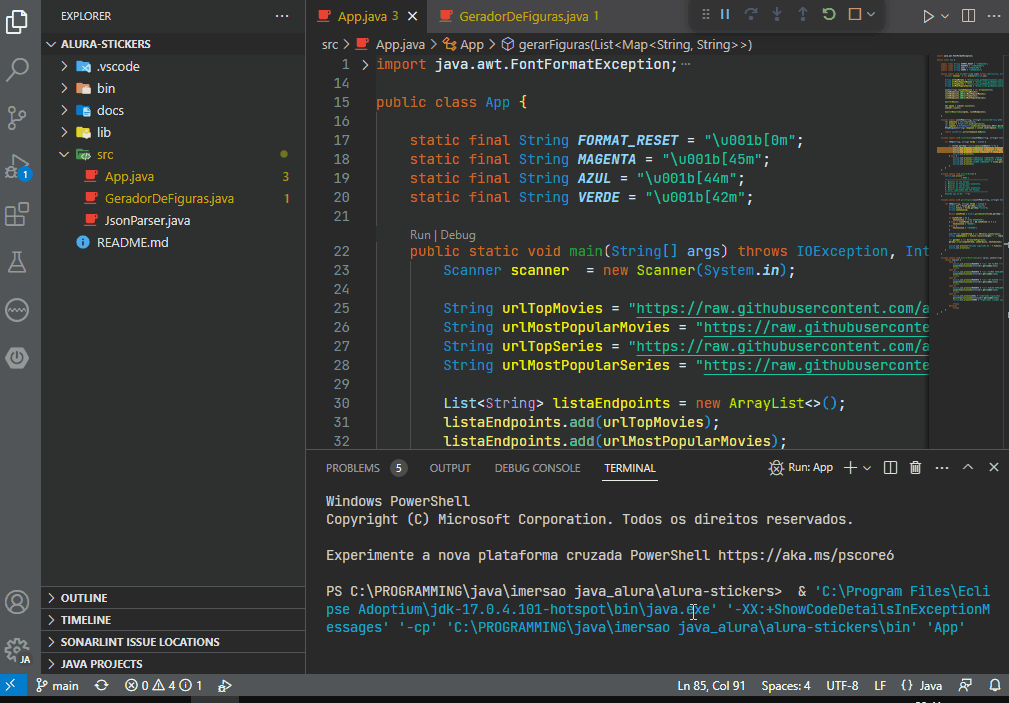 EXPLORER
ALURA-STICKERS
.vscode
bin
docs
lib
src
App.java 3
GeradorDeFiguras.java 1
JsonParser.java
README.md
OUTLINE
TIMELINE
SONARLINT ISSUE LOCATIONS
JAVA PROJECTS
1
JA
App.java 3
GeradorDeFiguras.java 1
src > App.java > App > gerarFiguras(List<Map<String, String>>)
1 import java.awt.FontFormatException;
14
15 public class App {
16
17 static final String FORMAT_RESET = "\u001b[0m";
18 static final String MAGENTA = "\u001b[45m";
19 static final String AZUL = "\u001b[44m";
20 static final String VERDE = "\u001b[42m";
21
Run | Debug
22 public static void main(String[] args) throws IOException, Int
23 Scanner scanner  = new Scanner(System.in);
24
25 String urlTopMovies = "https://raw.githubusercontent.com/a
26 String urlMostPopularMovies = "https://raw.githubuserconte
27 String urlTopSeries = "https://raw.githubusercontent.com/a
28 String urlMostPopularSeries = "https://raw.githubuserconte
29
30 List<String> listaEndpoints = new ArrayList<>();
31 listaEndpoints.add(urlTopMovies);
32 listaEndpoints.add(urlMostPopularMovies);
PROBLEMS 5 OUTPUT DEBUG CONSOLE TERMINAL Run: App
Windows PowerShell
Copyright (C) Microsoft Corporation. Todos os direitos reservados.
Experimente a nova plataforma cruzada PowerShell https://aka.ms/pscore6
PS C:\PROGRAMMING\java\imersao java_alura\alura-stickers>  & 'C:\Program Files\Ecli
pse Adoptium\jdk-17.0.4.101-hotspot\bin\java.exe' '-XX:+ShowCodeDetailsInExceptionM
essages' '-cp' 'C:\PROGRAMMING\java\imersao java_alura\alura-stickers\bin' 'App'
main 0 4 1 Ln 85, Col 91 Spaces: 4 UTF-8 LF {} Java